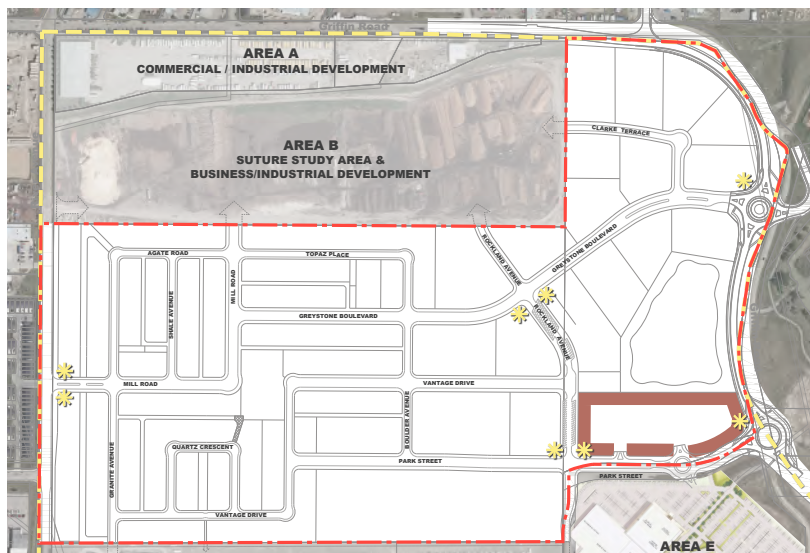 Griffin Road
AREA A
COMMERCIAL / INDUSTRIAL DEVELOPMENT
AREA B
SUTURE STUDY AREA &
BUSINESS/INDUSTRIAL DEVELOPMENT
CLARKE TERRACE
AGATE ROAD
TOPAZ PLACE
ROCKLAND AVENUE
GREYSTONE BOULEVARD
SHALE AVENUE
MILL ROAD
GREYSTONE BOULEVARD
ROCKLAND AVENUE
MILL ROAD
VANTAGE DRIVE
BOULDER AVENUE
QUARTZ CRESCENT
GRANITE AVENUE
PARK STREET
PARK STREET
VANTAGE DRIVE
AREA E